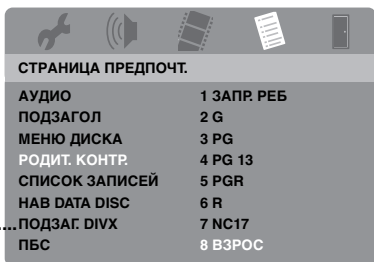 СТРАНИЦА ПРЕДПОЧТ.
АУДИО 1 ЗАПР. РЕБ
ПОДЗАГОЛ 2 G
МЕНЮ ДИСКА 3 PG
РОДИТ. КОНТР. 4 PG 13
СПИСОК ЗАПИСЕЙ 5 PGR
НАВ DATA DISC 6 R
....ПОДЗАГ. DIVX 7 NC17
ПБС 8 ВЗРОС